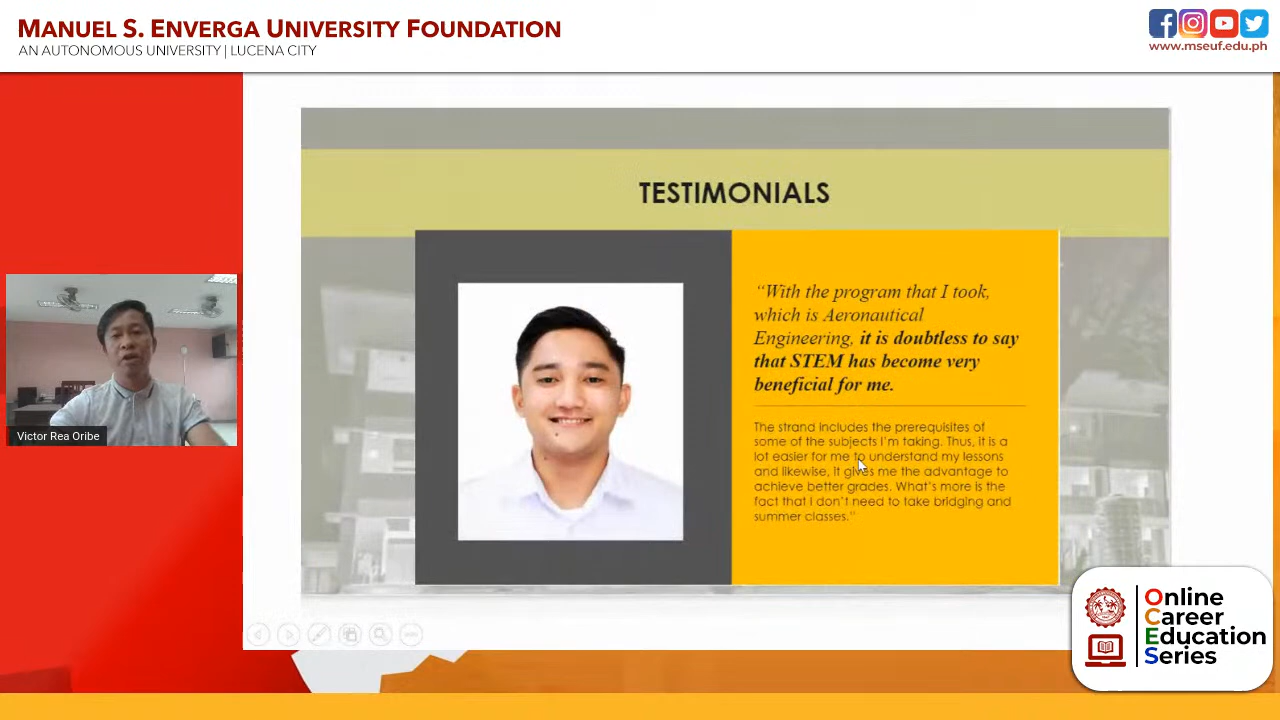 MANUEL S. ENVERGA UNIVERSITY FOUNDATION
AN AUTONOMOUS UNIVERSITY | LUCENA CITY
www.mseuf.edu.ph
TESTIMONIALS
“With the program that I took,
which is Aeronautical
Engineering, it is doubtless to say
that STEM has become very
beneficial for me.
The strand includes the prerequisites of
some of the subjects I'm taking. Thus, it is a
lot easier for me to understand my lessons
and likewise, it gives me the advantage to
achieve better grades. What's more is the
fact that I don't need to take bridging and
summer classes.”
Victor Rea Oribe
Online
Career
Education
Series